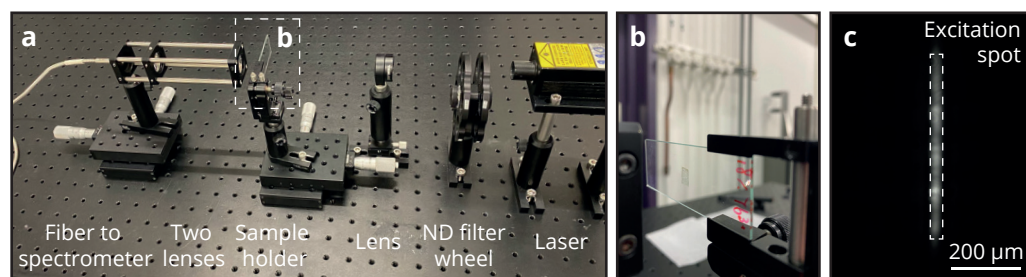 a
b
Fiber to
spectrometer
Two
lenses
Sample
holder
Lens
ND filter
wheel
Laser
b
c
Excitation
spot
200 μm